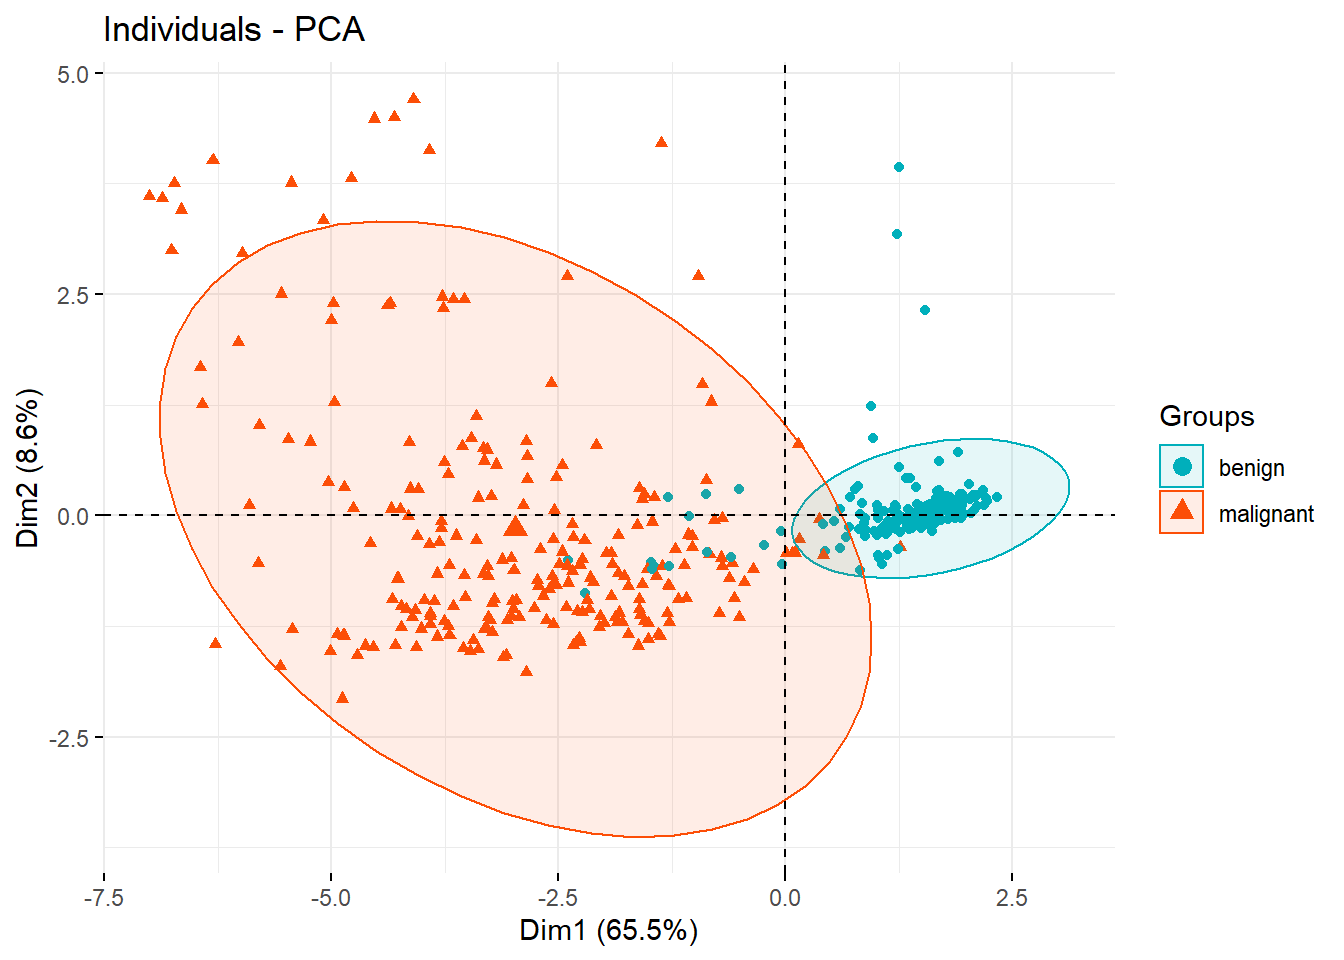 Individuals - PCA
5.0
2.5
0.0
-2.5
Dim2 (8.6%)
-7.5
-5.0
-2.5
0.0
2.5
Dim1 (65.5%)
Groups
benign
malignant